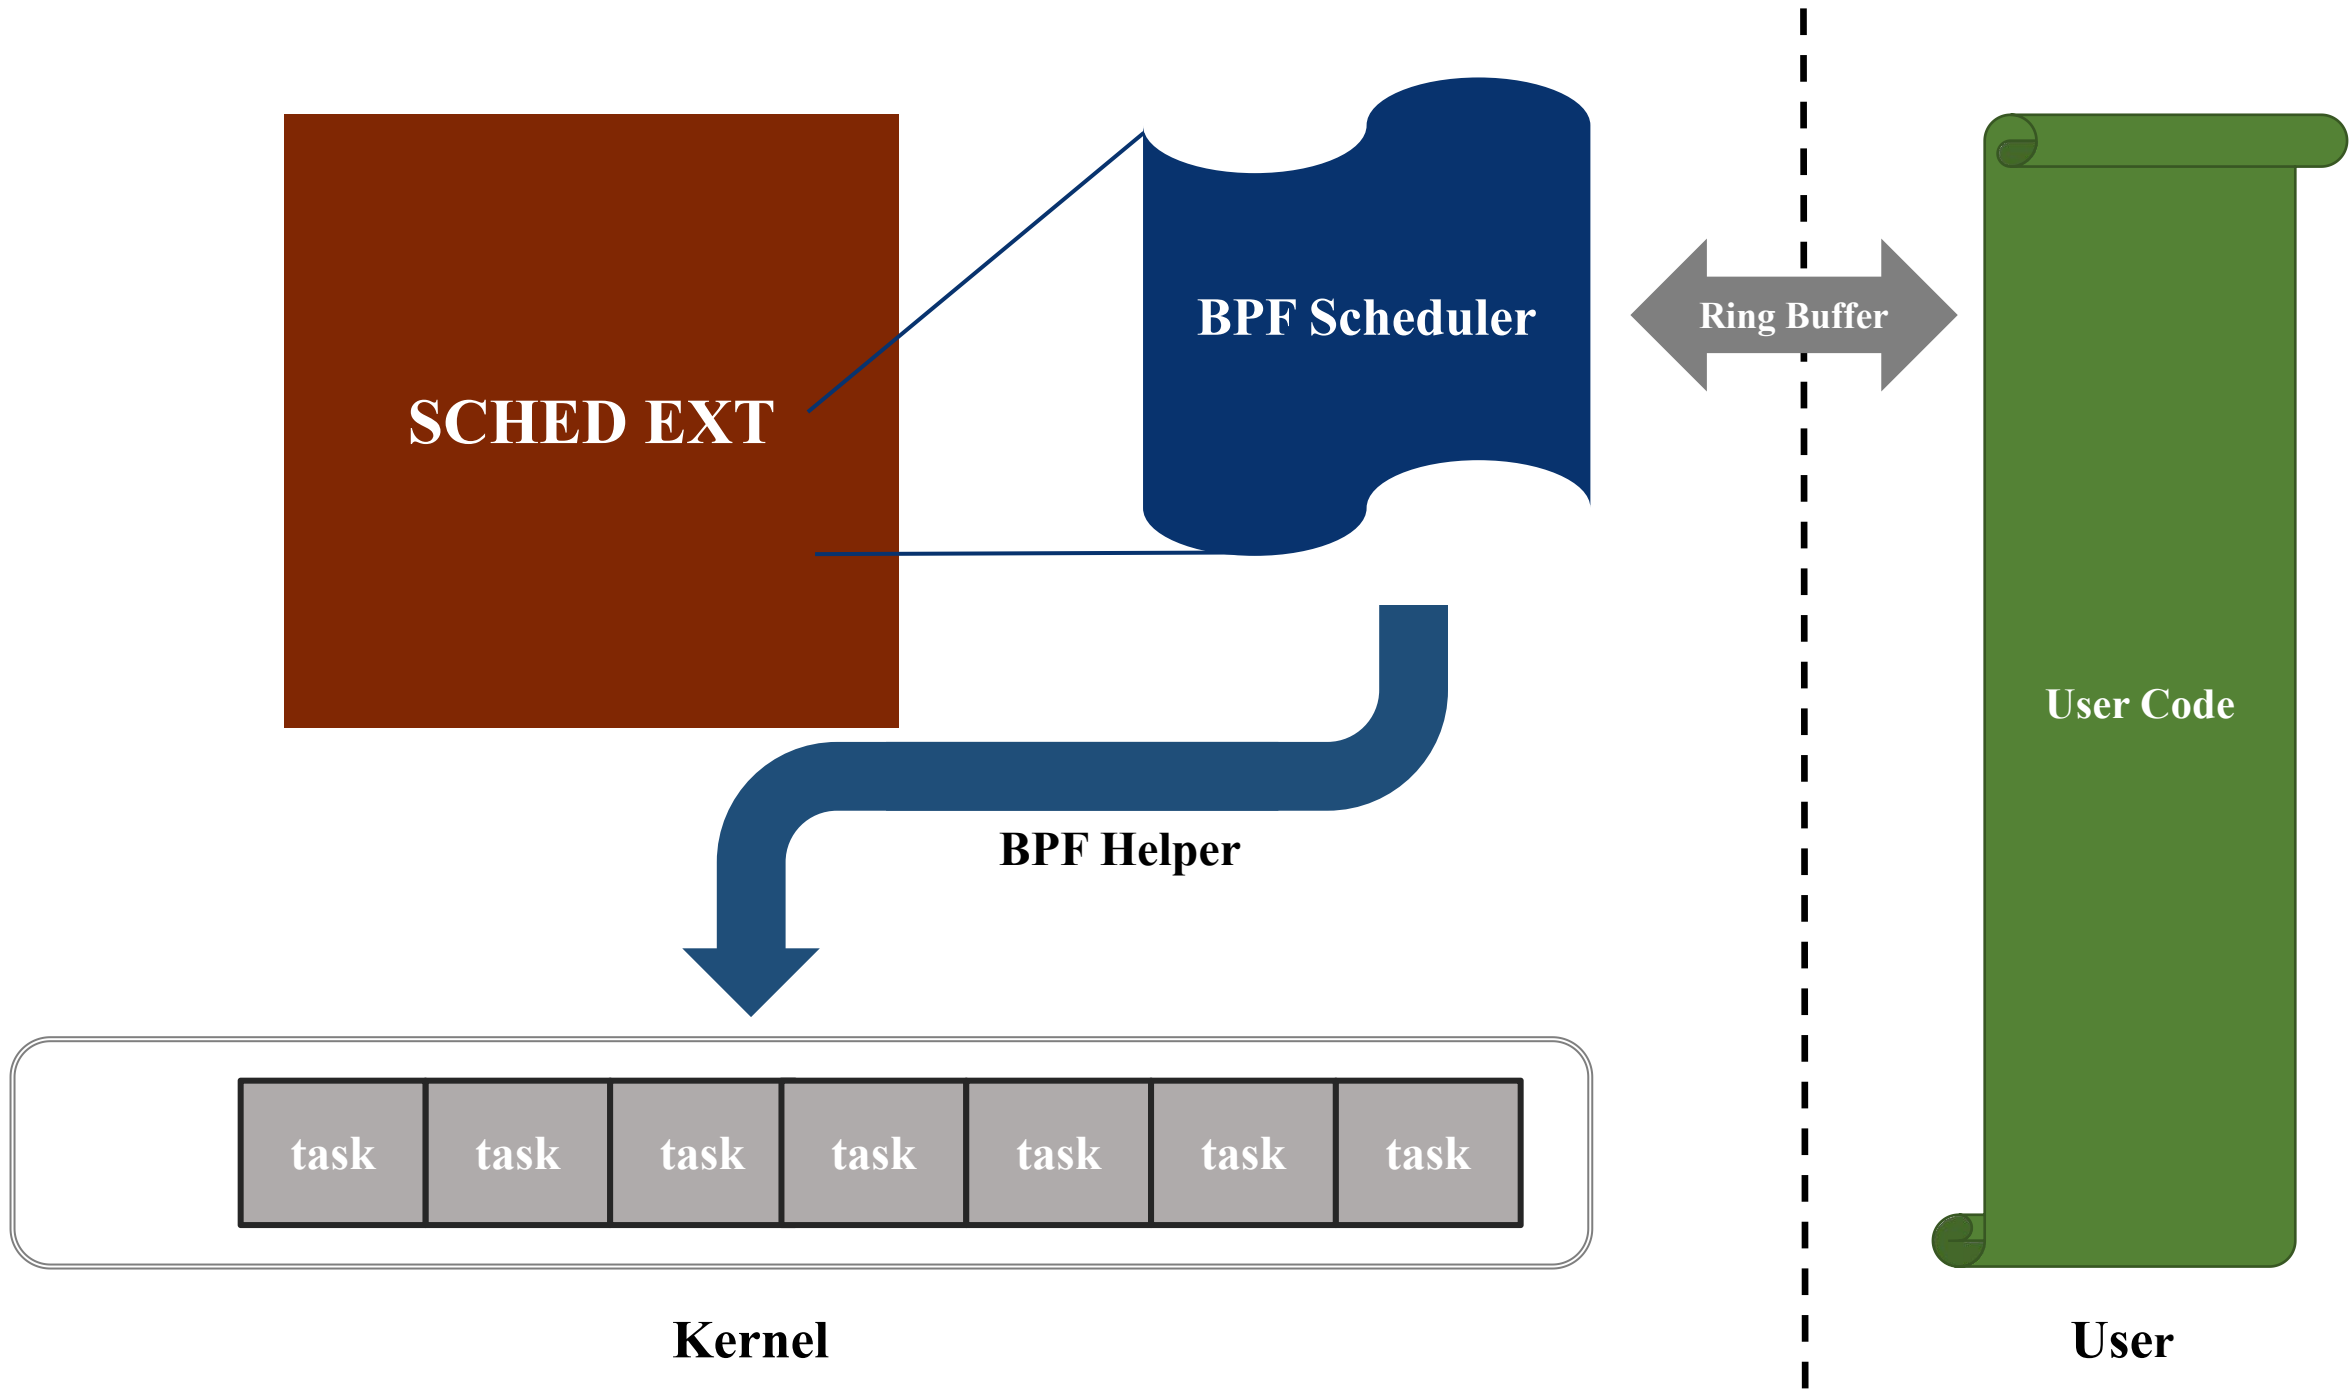 SCHED EXT
BPF Scheduler
Ring Buffer
User Code
BPF Helper
task task task task task task task
Kernel
User